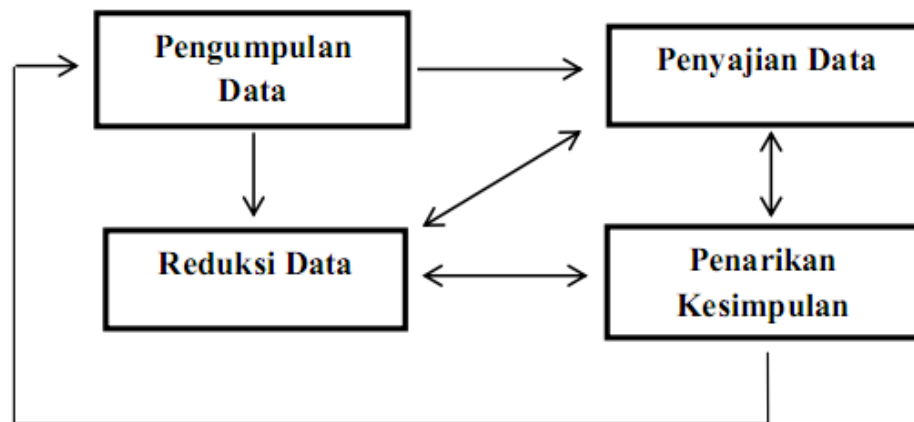 Pengumpulan
Data
Penyajian Data
Reduksi Data
Penarikan
Kesimpulan